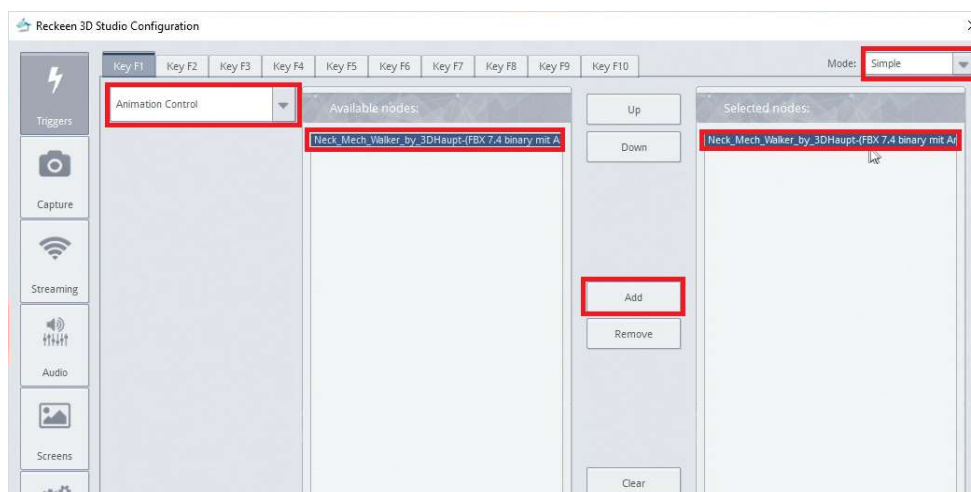 Reckeen 3D Studio Configuration
Key F1 Key F2 Key F3 Key F4 Key F5 Key F6 Key F7 Key F8 Key F9 Key F10
Mode: Simple
Triggers
Animation Control
Available nodes:
Neck_Mech_Walker_by_3DHaupt-(FBX 7.4 binary mit A
Up
Down
Add
Remove
Clear
Selected nodes:
Neck_Mech_Walker_by_3DHaupt-(FBX 7.4 binary mit Ar
Capture
Streaming
Audio
Screens